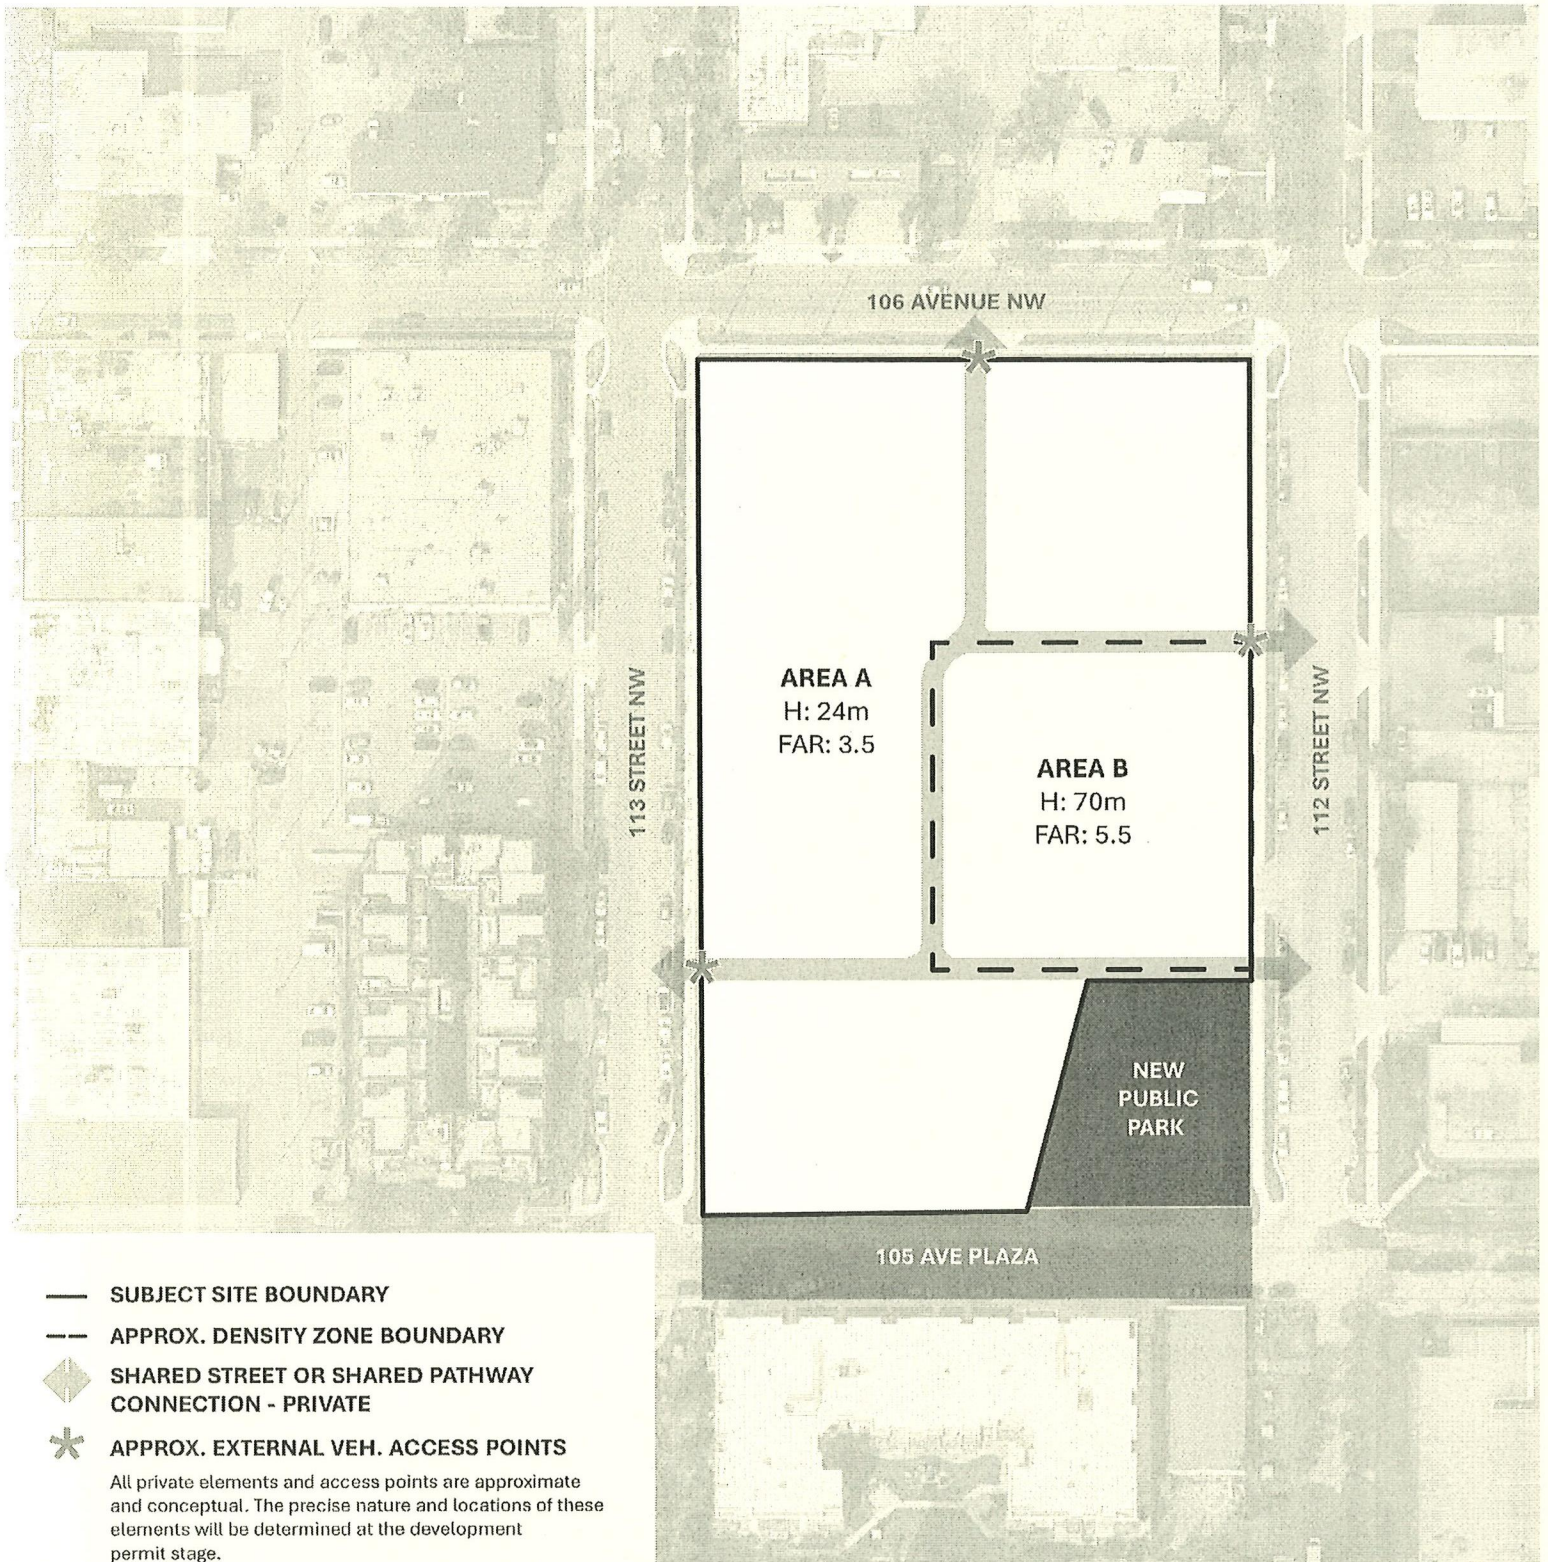 106 AVENUE NW
113 STREET NW
AREA A
H: 24m
FAR: 3.5
AREA B
H: 70m
FAR: 5.5
112 STREET NW
NEW
PUBLIC
PARK
105 AVE PLAZA
SUBJECT SITE BOUNDARY
APPROX. DENSITY ZONE BOUNDARY
SHARED STREET OR SHARED PATHWAY
CONNECTION - PRIVATE
APPROX. EXTERNAL VEH. ACCESS POINTS
All private elements and access points are approximate
and conceptual. The precise nature and locations of these
elements will be determined at the development
permit stage.